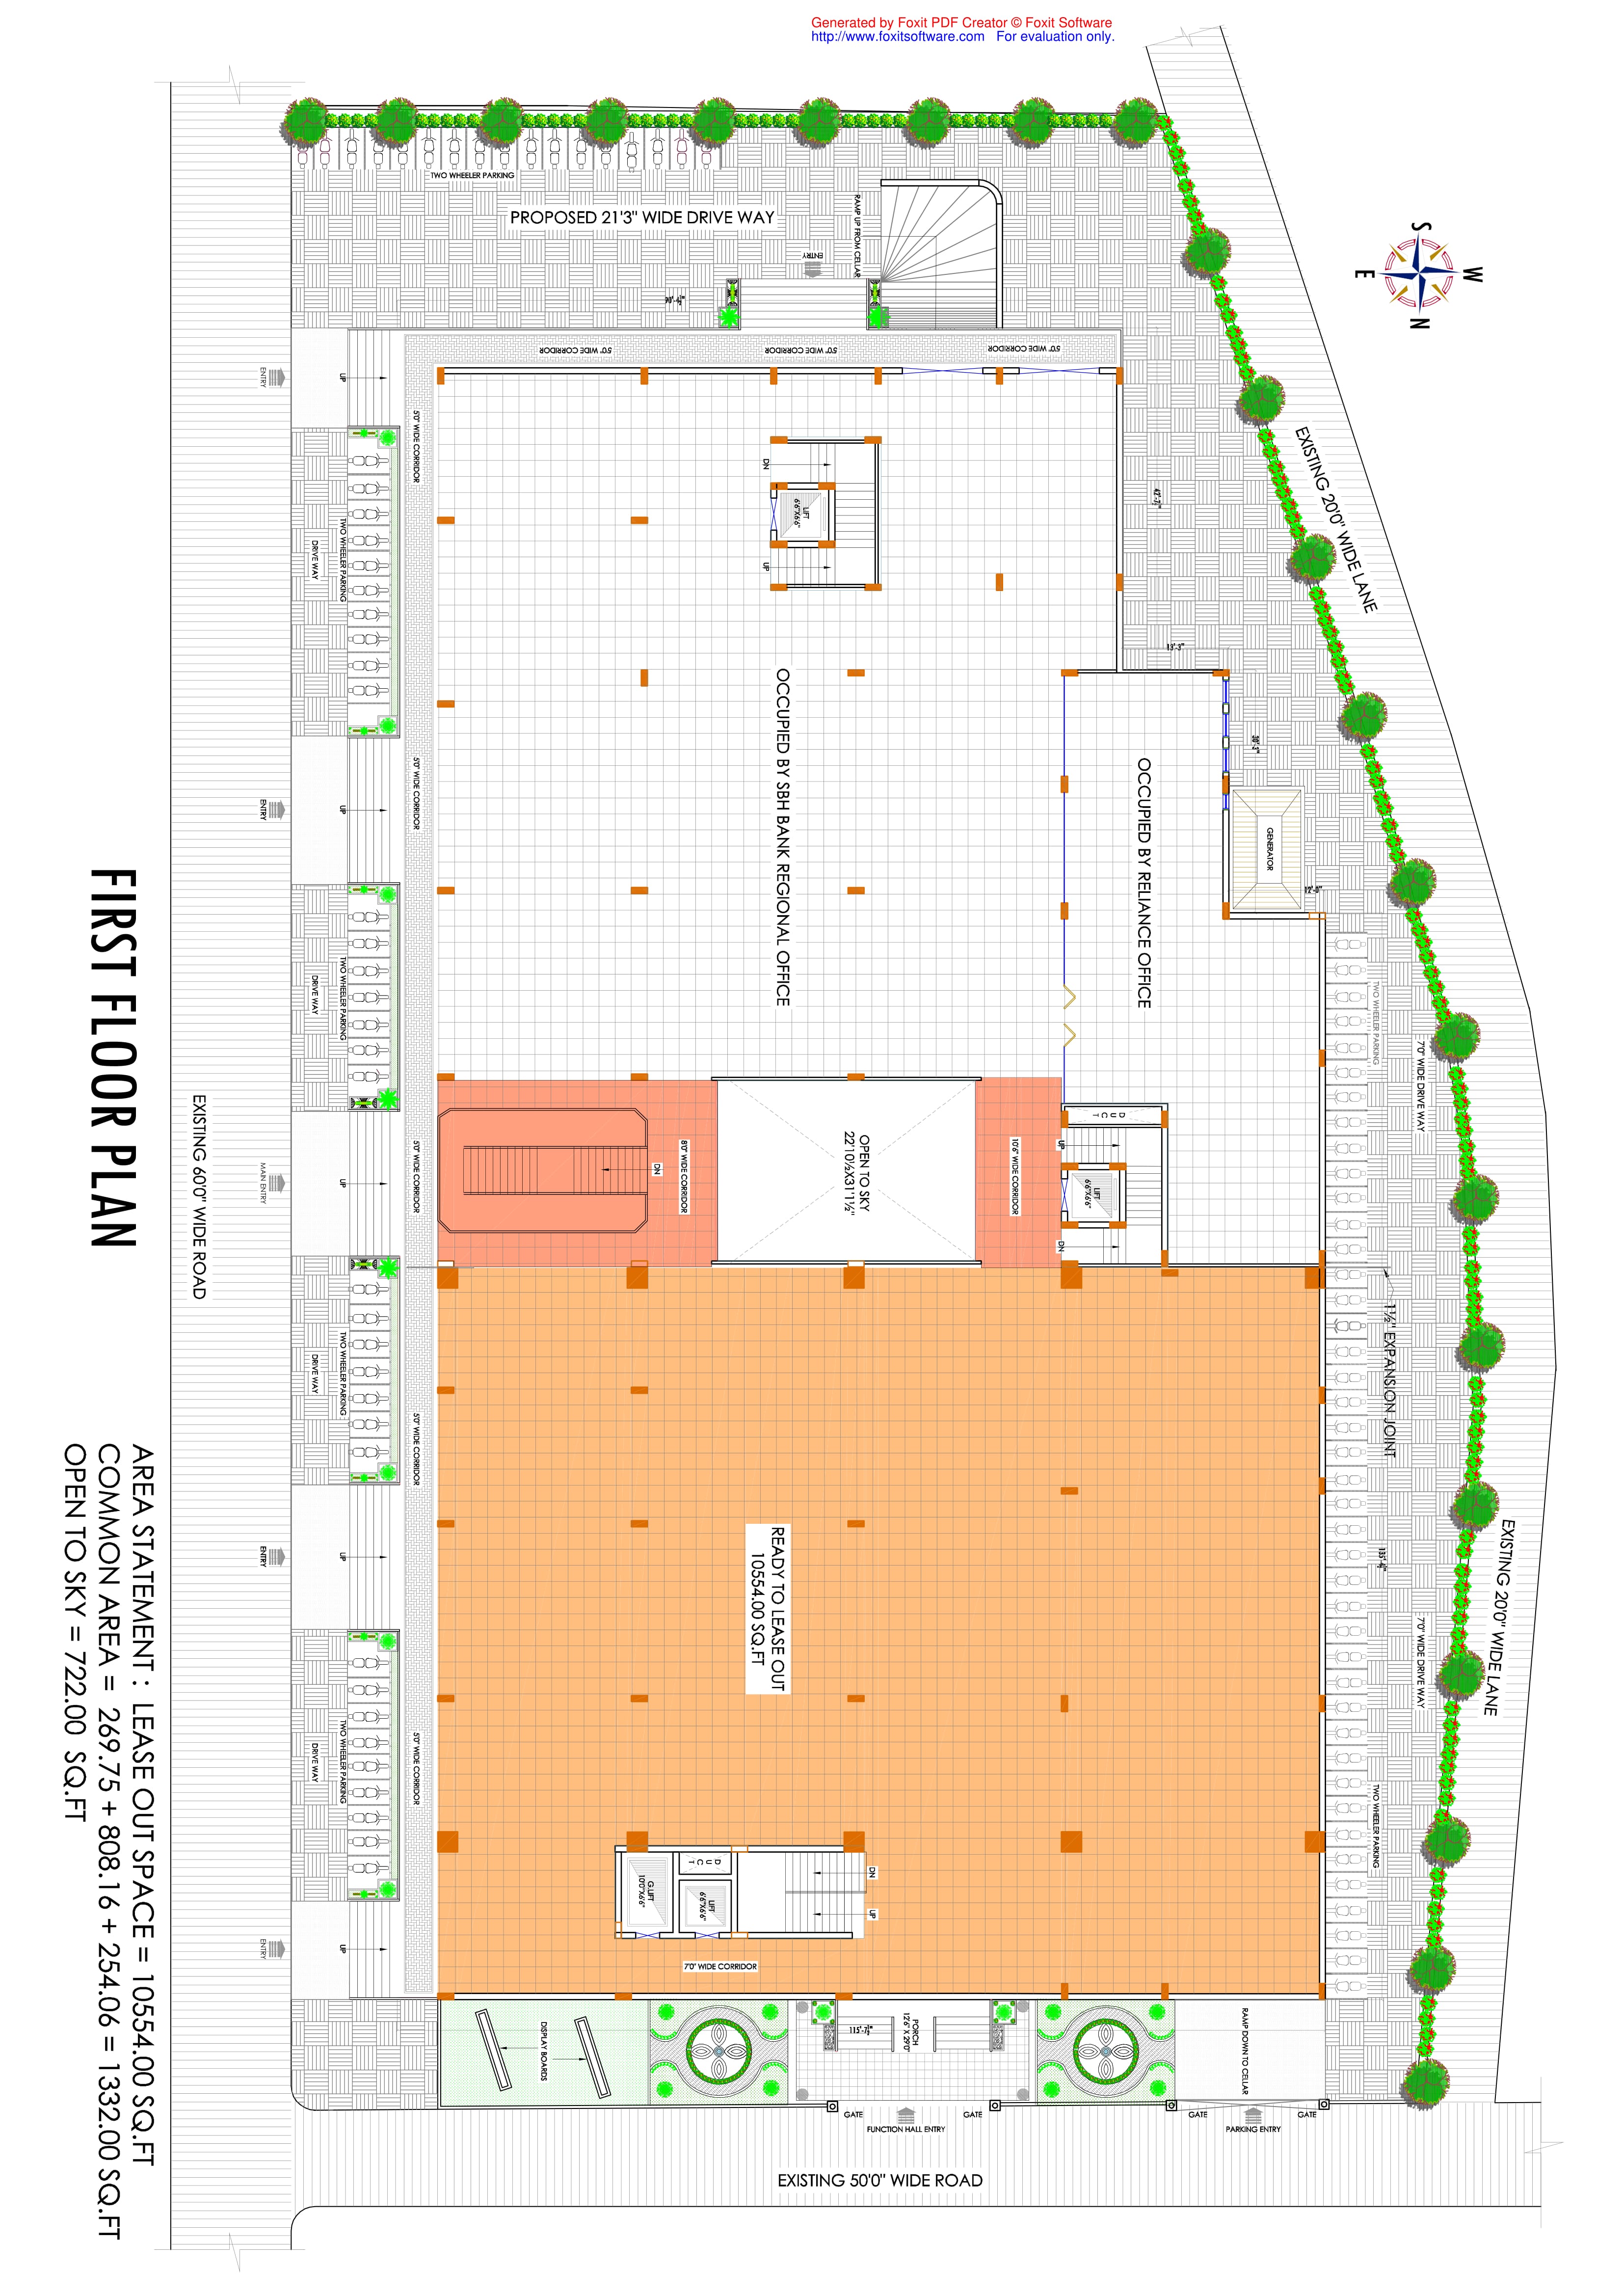 W
S
N
E
EXISTING 20'0" WIDE LANE
EXISTING 20'0" WIDE LANE
7'0" WIDE DRIVE WAY
7'0" WIDE DRIVE WAY
1½" EXPANSION JOINT
TWO WHEELER PARKING
TWO WHEELER PARKING
GENERATOR
30'-2"
13'-3"
OCCUPIED BY RELIANCE OFFICE
DUCT
LIFT
6'6"X6'6"
UP
DN
10'6" WIDE CORRIDOR
OPEN TO SKY
22'10½X31'1½"
8'0" WIDE CORRIDOR
DN
OCCUPIED BY SBH BANK REGIONAL OFFICE
LIFT
6'6"X6'6"
DN
UP
READY TO LEASE OUT
10554.00 SQ.FT
DN
UP
DUCT
LIFT
6'6"X6'6"
G.LIFT
10'0"X6'6"
7'0" WIDE CORRIDOR
GATE
PARKING ENTRY
GATE
RAMP DOWN TO CELLAR
GATE
FUNCTION HALL ENTRY
GATE
PORCH
12'6" X 29'0"
EXISTING 50'0" WIDE ROAD
DISPLAY BOARDS
5'0" WIDE CORRIDOR
5'0" WIDE CORRIDOR
5'0" WIDE CORRIDOR
RAMP UP FROM CELLAR
ENTRY
PROPOSED 21'3" WIDE DRIVE WAY
TWO WHEELER PARKING
5'0" WIDE CORRIDOR
5'0" WIDE CORRIDOR
5'0" WIDE CORRIDOR
5'0" WIDE CORRIDOR
5'0" WIDE CORRIDOR
UP
TWO WHEELER PARKING
UP
TWO WHEELER PARKING
UP
TWO WHEELER PARKING
UP
TWO WHEELER PARKING
UP
DRIVE WAY
DRIVE WAY
DRIVE WAY
DRIVE WAY
ENTRY
ENTRY
MAIN ENTRY
ENTRY
ENTRY
EXISTING 60'0" WIDE ROAD
FIRST FLOOR PLAN
AREA STATEMENT : LEASE OUT SPACE = 10554.00 SQ.FT
COMMON AREA = 269.75 + 808.16 + 254.06 = 1332.00 SQ.FT
OPEN TO SKY = 722.00 SQ.FT
Generated by Foxit PDF Creator © Foxit Software
http://www.foxitsoftware.com For evaluation only.